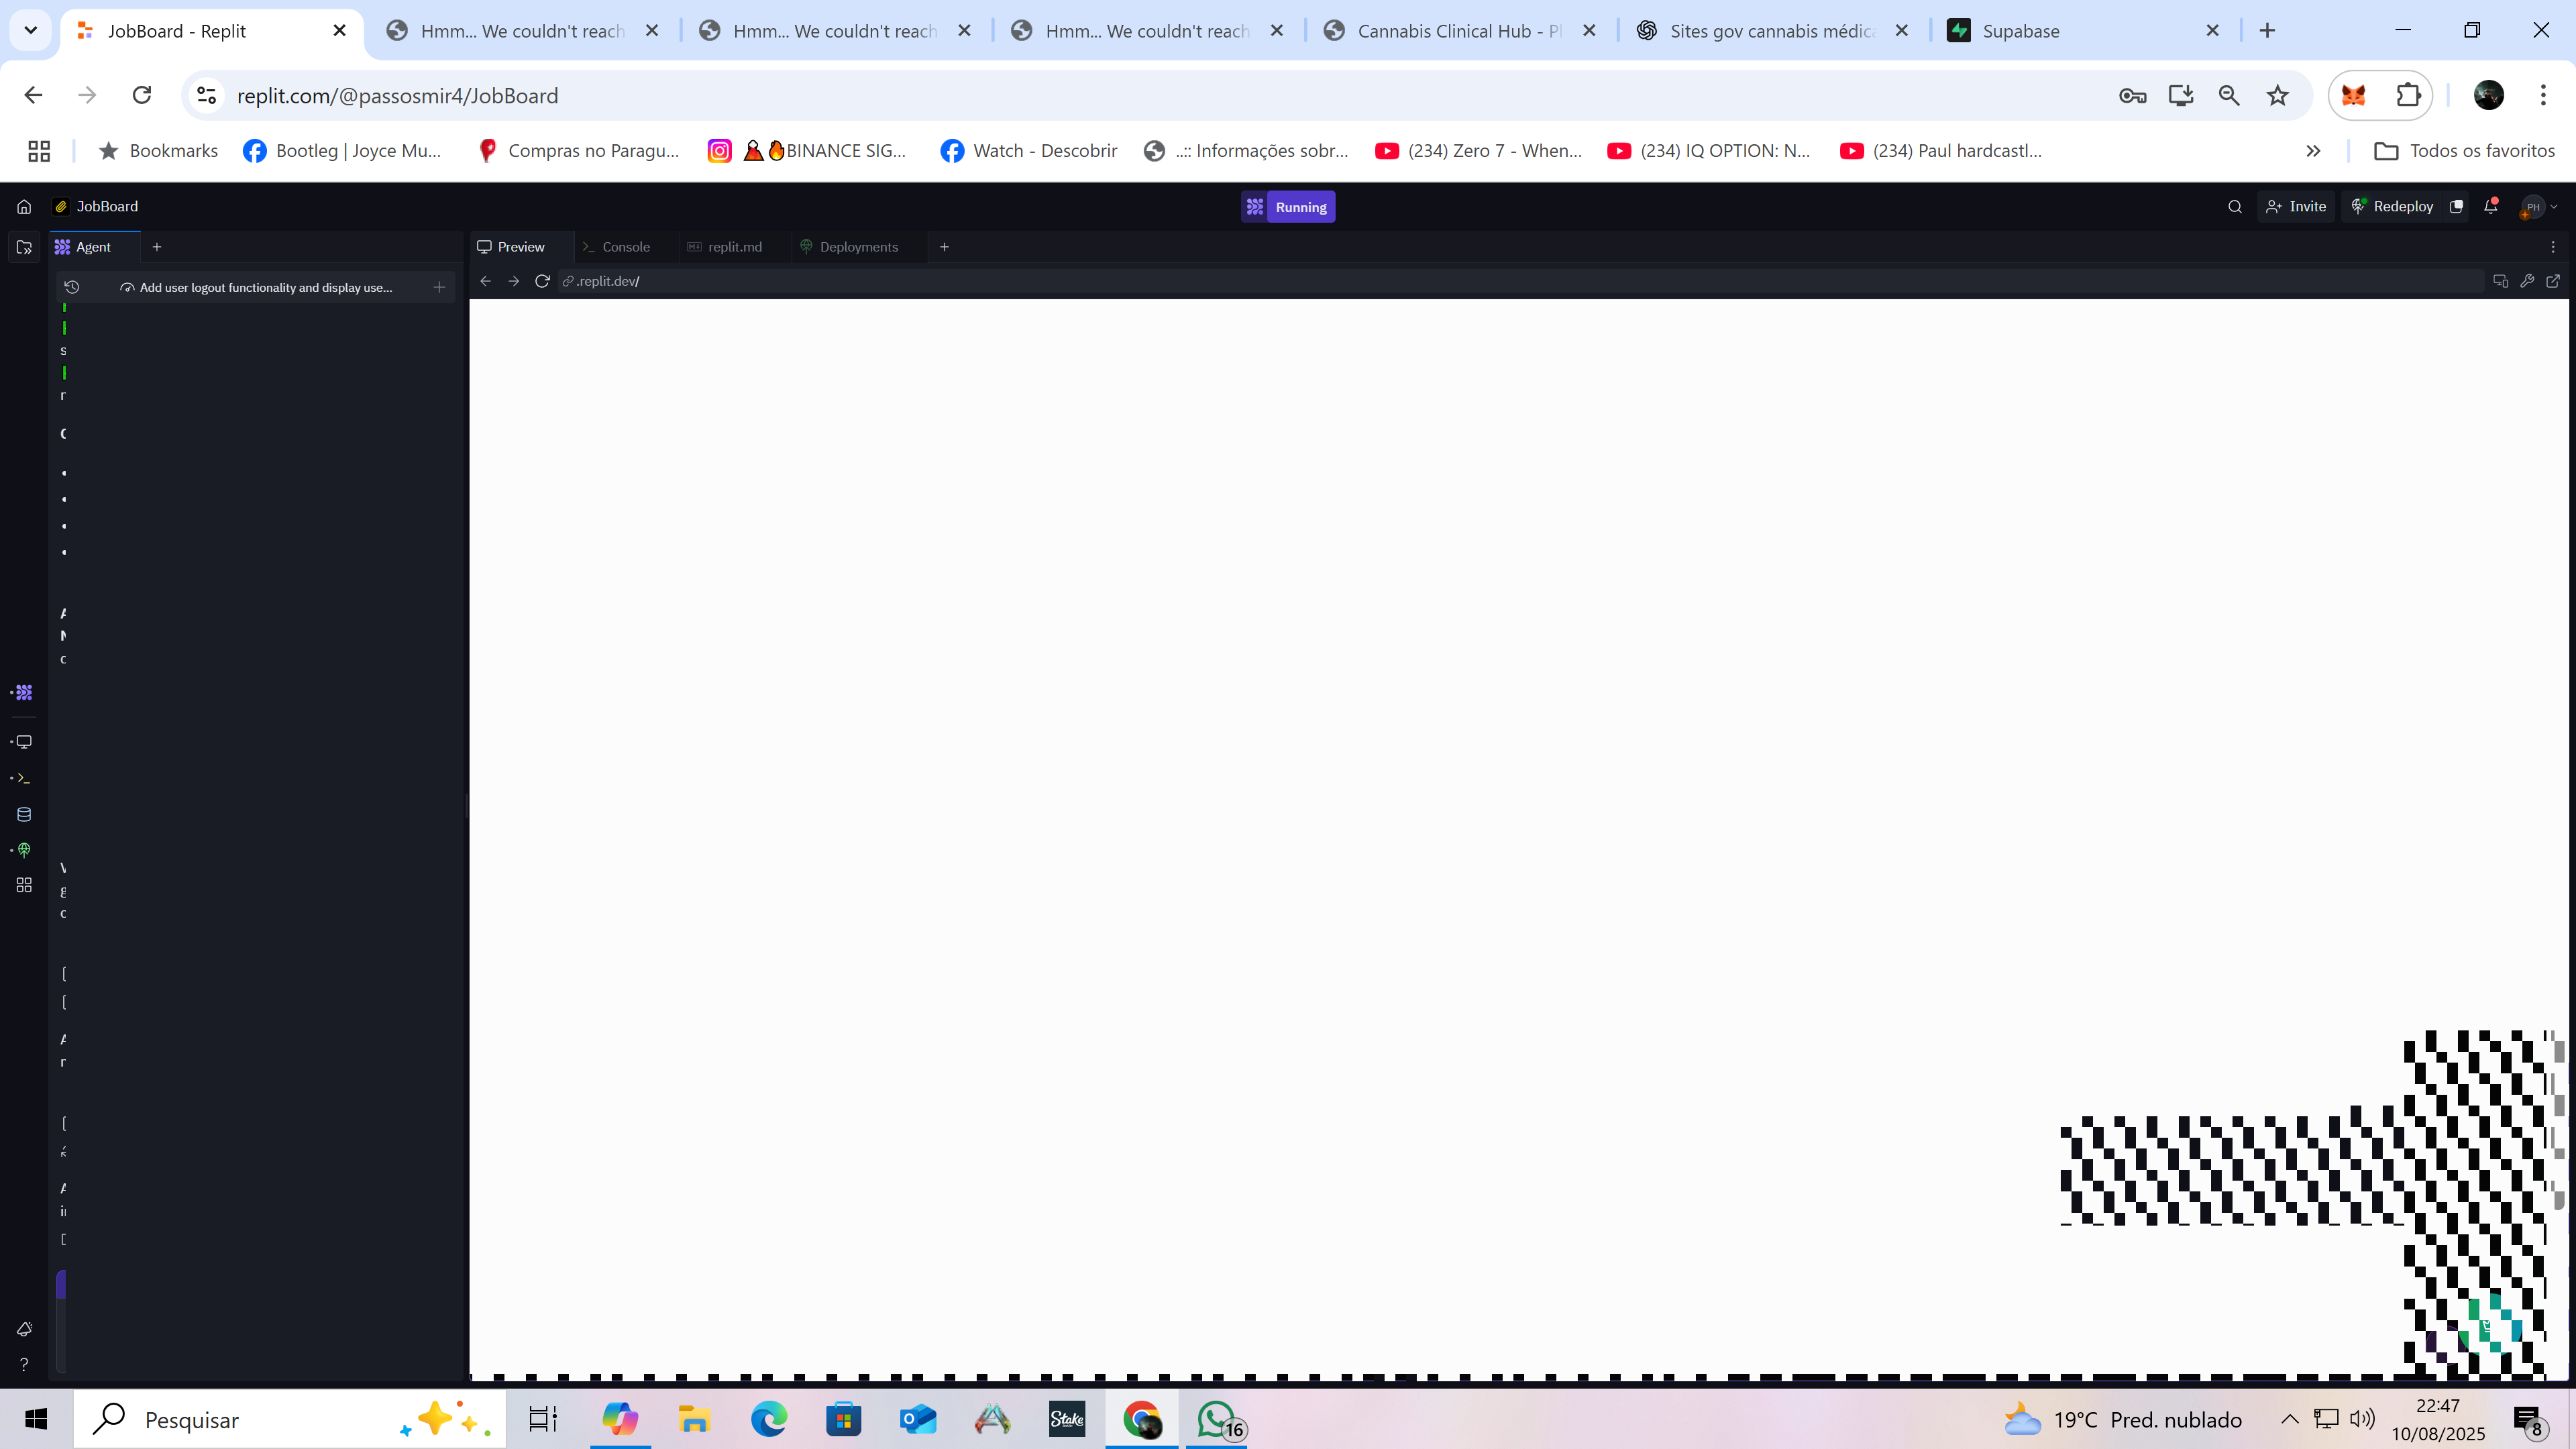 JobBoard - Replit
Hmm... We couldn't reach
Hmm... We couldn't reach
Hmm... We couldn't reach
Cannabis Clinical Hub - Pl
Sites gov cannabis médica
Supabase
replit.com/@passosmir4/JobBoard
Bookmarks
Bootleg | Joyce Mu...
Compras no Paragu...
BINANCE SIG...
Watch - Descobrir
..:: Informações sobr...
(234) Zero 7 - When...
(234) IQ OPTION: N...
(234) Paul hardcastl...
Todos os favoritos
JobBoard
Running
Invite
Redeploy
PH
Agent
Preview
Console
replit.md
Deployments
Add user logout functionality and display use...
.replit.dev/
Pesquisar
Stake
16
19°C Pred. nublado
22:47
10/08/2025
8